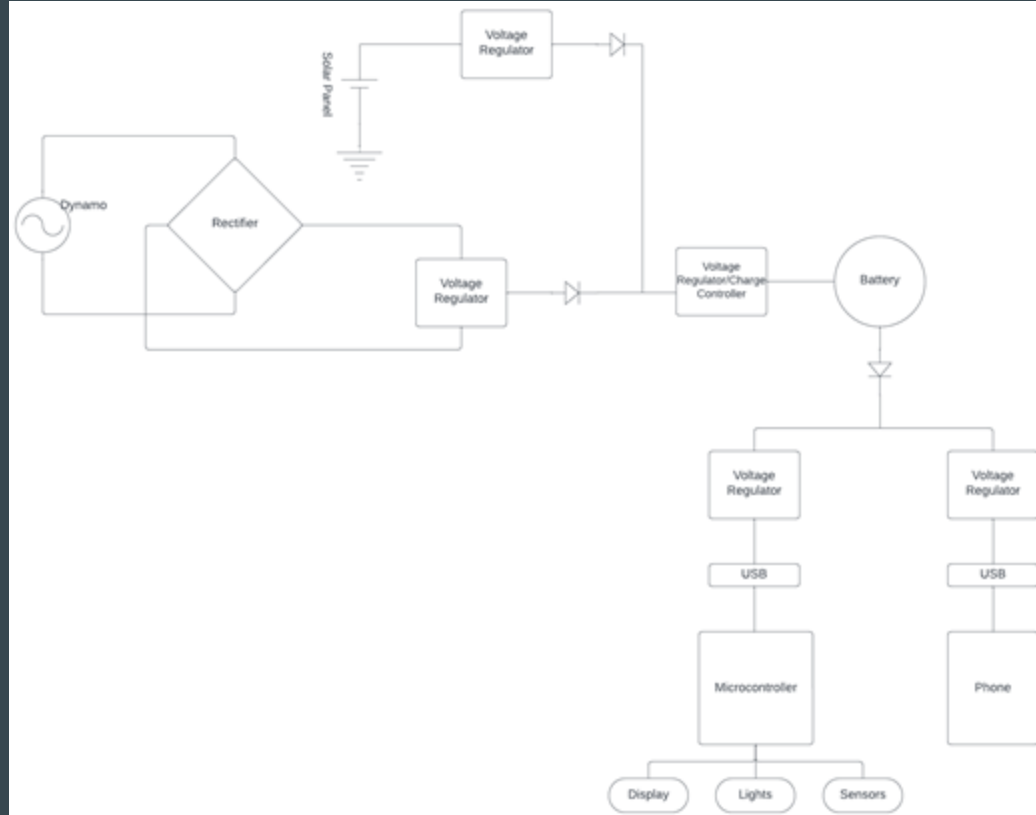 Voltage
Regulator
Solar Panel
Dynamo
Rectifier
Voltage
Regulator
Voltage
Regulator/Charge
Controller
Battery
Voltage
Regulator
Voltage
Regulator
USB
USB
Microcontroller
Phone
Display
Lights
Sensors